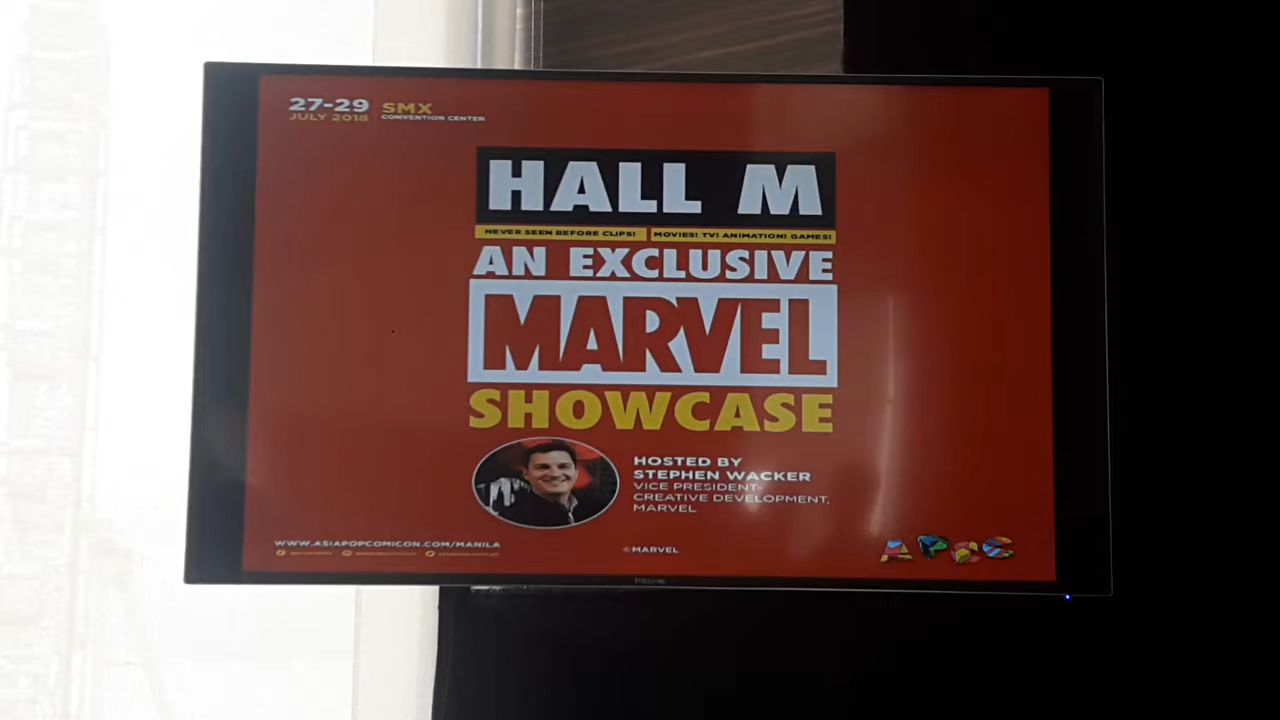 27-29
JULY 2018
SMX
CONVENTION CENTER
HALL M
NEVER SEEN BEFORE CLIPS! MOVIES! TV! ANIMATION! GAMES!
AN EXCLUSIVE
MARVEL
SHOWCASE
HOSTED BY
STEPHEN WACKER
VICE PRESIDENT-
CREATIVE DEVELOPMENT,
MARVEL
WWW.ASIAPOPCOMICON.COM/MANILA
©MARVEL
APCC